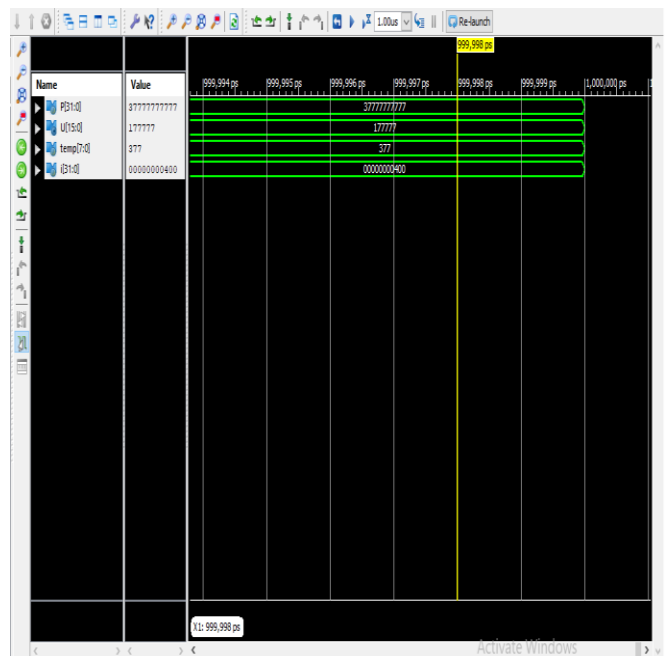 1.00us Re-launch
999,998 ps
Name Value 999,994 ps 999,995 ps 999,996 ps 999,997 ps 999,998 ps 999,999 ps 1,000,000 ps
P[31:0] 37777777777 37777777777
U[15:0] 177777 177777
temp[7:0] 377 377
i[31:0] 00000000400 00000000400
X1: 999,998 ps
Activate Windows